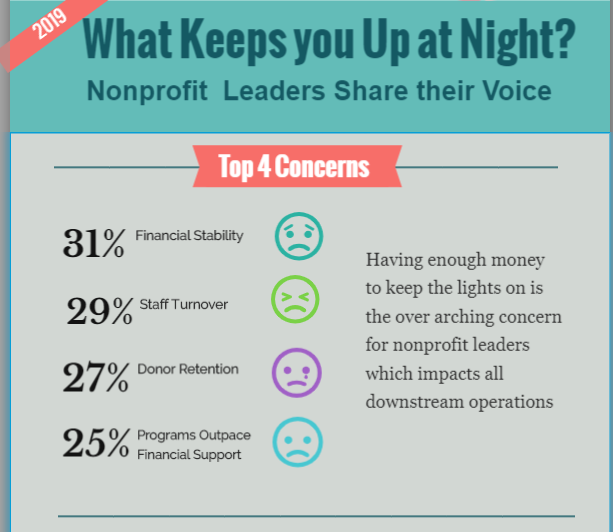 2019
What Keeps you Up at Night?
Nonprofit Leaders Share their Voice
Top 4 Concerns
31% Financial Stability
29% Staff Turnover
27% Donor Retention
25% Programs Outpace
Financial Support
Having enough money
to keep the lights on is
the over arching concern
for nonprofit leaders
which impacts all
downstream operations